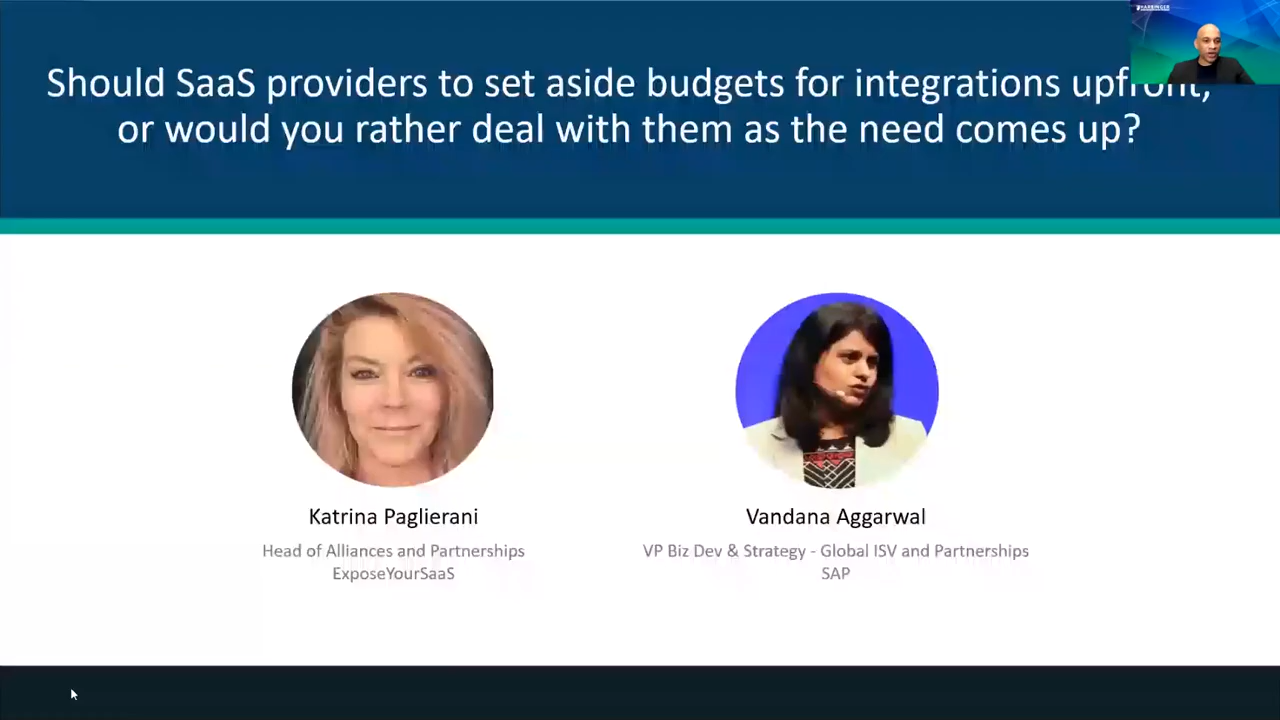 HARBINGER
Should SaaS providers to set aside budgets for integrations upfront,
or would you rather deal with them as the need comes up?
Katrina Paglierani
Head of Alliances and Partnerships
ExposeYourSaaS
Vandana Aggarwal
VP Biz Dev & Strategy - Global ISV and Partnerships
SAP